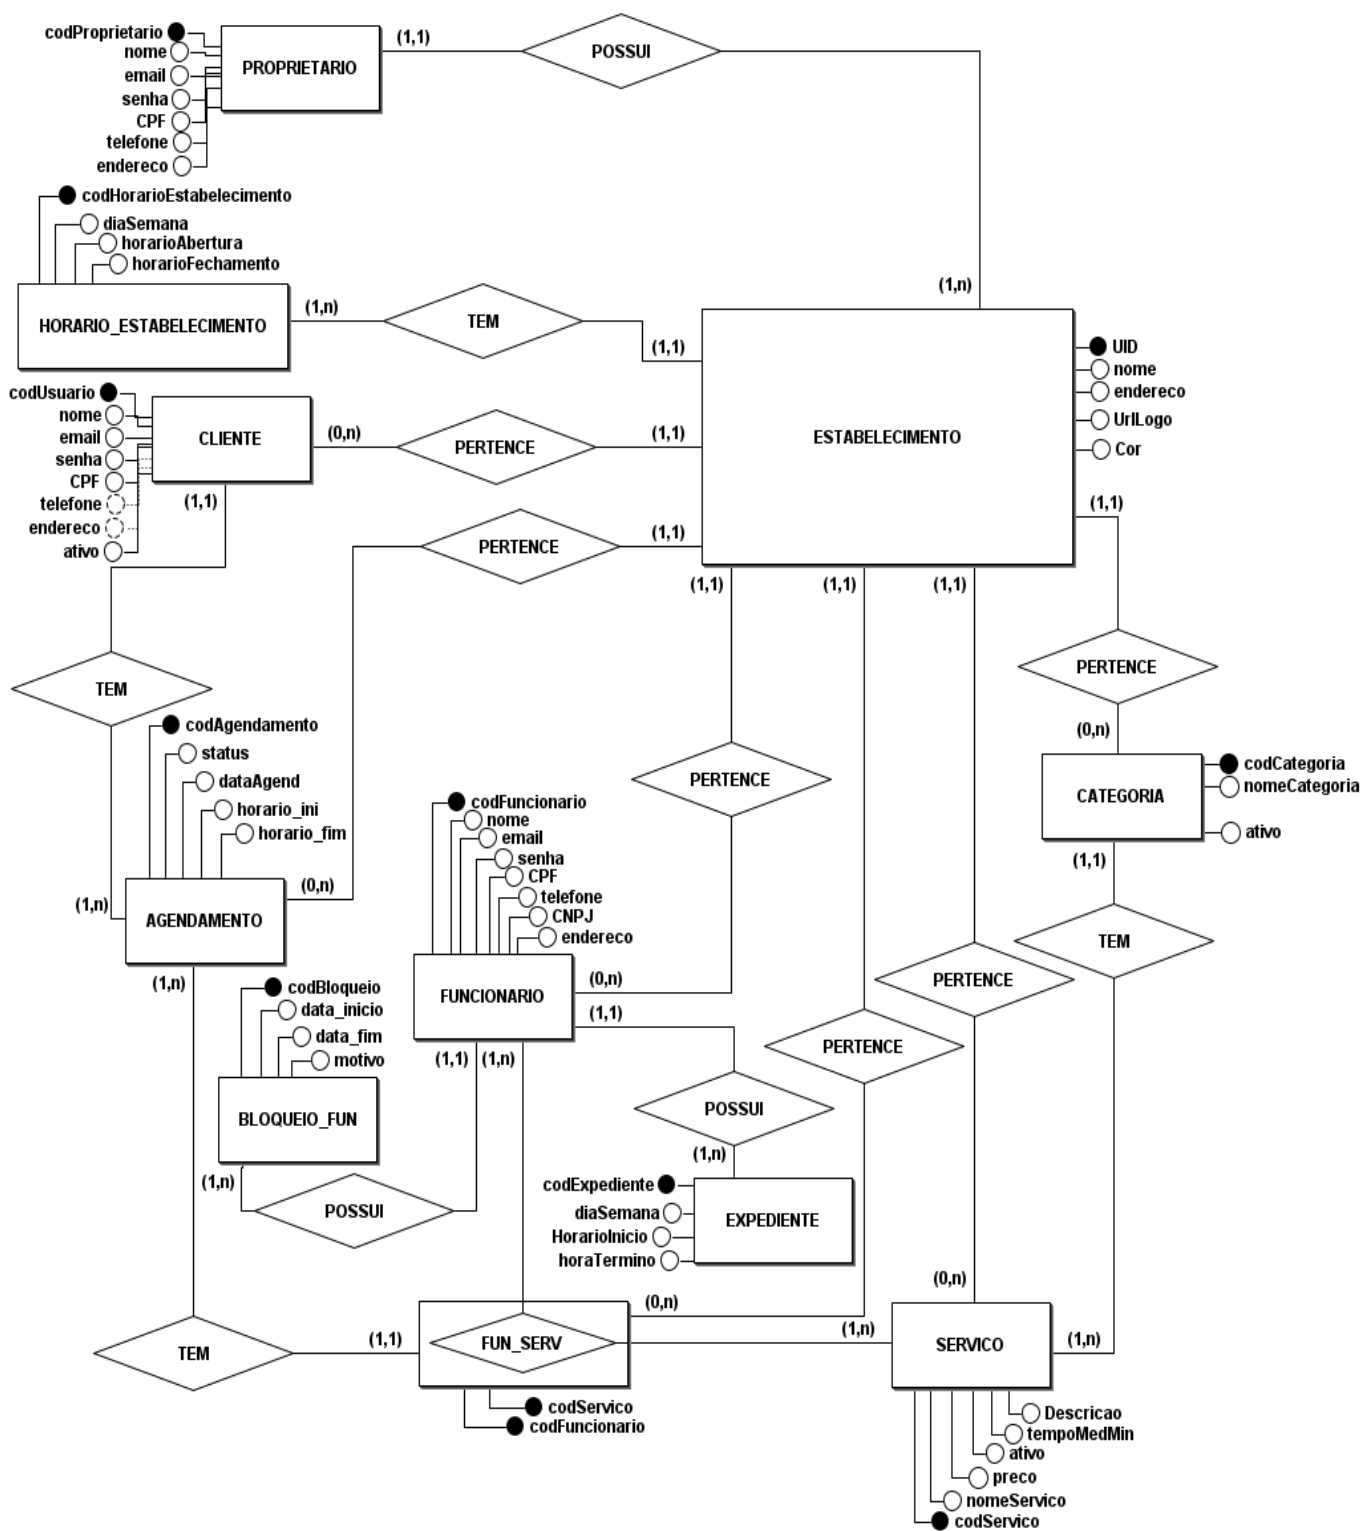 codProprietario
nome
email
senha
CPF
telefone
endereco
PROPRIETARIO
(1,1)
POSSUI
(1,n)
codHorarioEstabelecimento
diaSemana
horarioAbertura
horarioFechamento
HORARIO_ESTABELECIMENTO
(1,n)
TEM
(1,1)
ESTABELECIMENTO
UID
nome
endereco
UrlLogo
Cor
codUsuario
nome
email
senha
CPF
telefone
endereco
ativo
CLIENTE
(0,n)
PERTENCE
(1,1)
(1,1)
PERTENCE
(1,1)
(1,1)
(1,1)
(1,1)
(1,1)
TEM
PERTENCE
(0,n)
CATEGORIA
codCategoria
nomeCategoria
ativo
(1,1)
TEM
codAgendamento
status
dataAgend
horario_ini
horario_fim
(0,n)
(1,n)
AGENDAMENTO
(1,n)
PERTENCE
codFuncionario
nome
email
senha
CPF
telefone
CNPJ
endereco
FUNCIONARIO
(0,n)
(1,1)
(1,1)
(1,n)
PERTENCE
PERTENCE
codBloqueio
data_inicio
data_fim
motivo
BLOQUEIO_FUN
(1,n)
POSSUI
POSSUI
(1,n)
codExpediente
diaSemana
HorarioInicio
horaTermino
EXPEDIENTE
(0,n)
(0,n)
TEM
(1,1)
FUN_SERV
(1,n)
SERVICO
(1,n)
codServico
codFuncionario
Descricao
tempoMedMin
ativo
preco
nomeServico
codServico